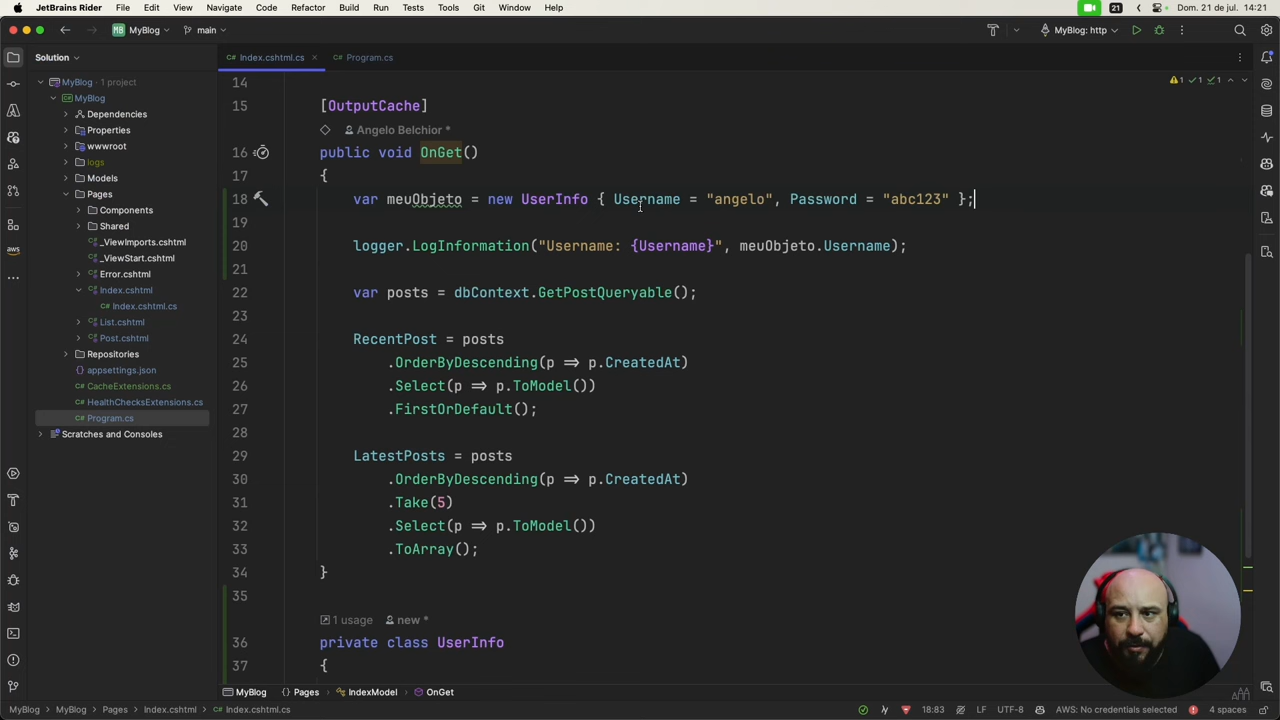 JetBrains Rider File Edit View Navigate Code Refactor Build Run Tests Tools Git Window Help 21 Dom. 21 de jul. 14:21
MB MyBlog main MyBlog: http
Solution
C# Index.cshtml.cs
C# Program.cs
MyBlog 1 project
MyBlog
Dependencies
Properties
wwwroot
logs
Models
Pages
Components
Shared
_ViewImports.cshtml
_ViewStart.cshtml
Error.cshtml
Index.cshtml
C# Index.cshtml.cs
List.cshtml
Post.cshtml
Repositories
appsettings.json
C# CacheExtensions.cs
C# HealthChecksExtensions.cs
C# Program.cs
Scratches and Consoles
1 1 1
14
15 [OutputCache]
Angelo Belchior *
16 public void OnGet()
17 {
18 var meuObjeto = new UserInfo { Username = "angelo", Password = "abc123" };
19
20 logger.LogInformation("Username: {Username}", meuObjeto.Username);
21
22 var posts = dbContext.GetPostQueryable();
23
24 RecentPost = posts
25 .OrderByDescending(p => p.CreatedAt)
26 .Select(p => p.ToModel())
27 .FirstOrDefault();
28
29 LatestPosts = posts
30 .OrderByDescending(p => p.CreatedAt)
31 .Take(5)
32 .Select(p => p.ToModel())
33 .ToArray();
34 }
35
1 usage new *
36 private class UserInfo
37 {
MyBlog Pages IndexModel OnGet
MyBlog MyBlog Pages Index.cshtml C# Index.cshtml.cs 18:83 LF UTF-8 AWS: No credentials selected 4 spaces